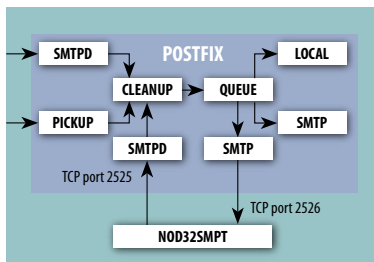 SMTPD
POSTFIX
LOCAL
CLEANUP
QUEUE
PICKUP
SMTP
SMTPD
SMTP
TCP port 2525
TCP port 2526
NOD32SMPT